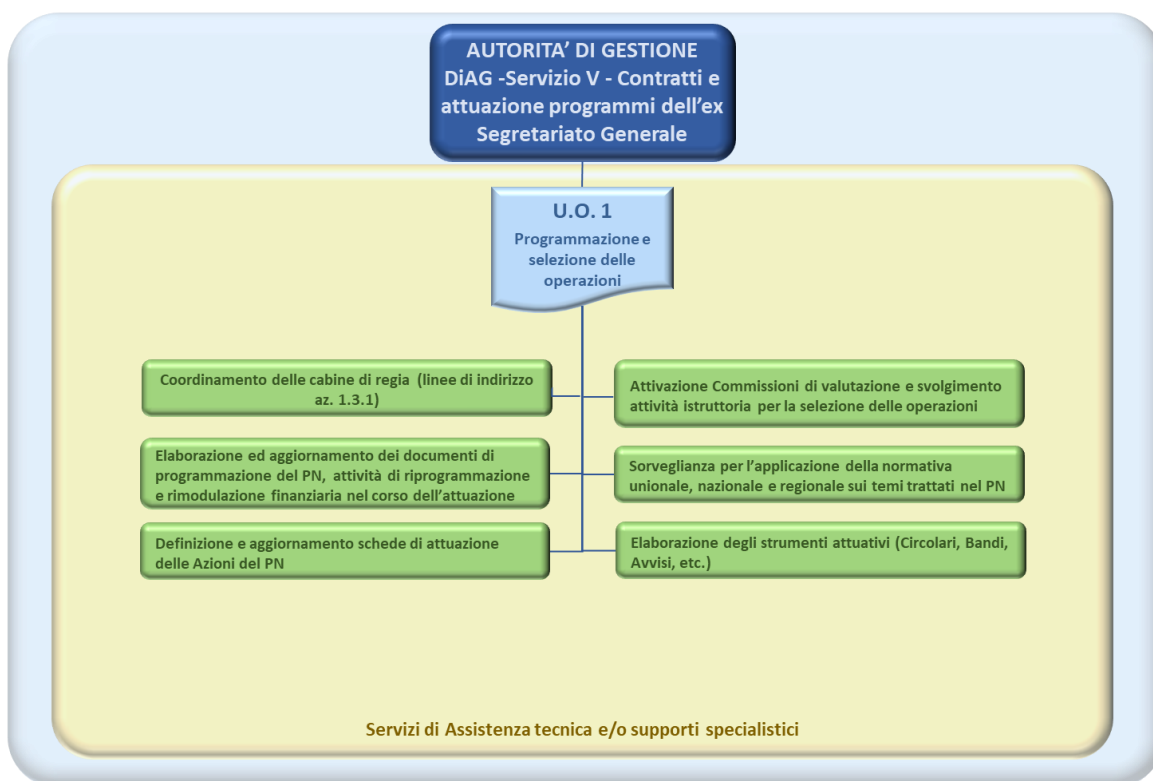 AUTORITA’ DI GESTIONE
DiAG -Servizio V - Contratti e
attuazione programmi dell’ex
Segretariato Generale
U.O. 1
Programmazione e
selezione delle
operazioni
Coordinamento delle cabine di regia (linee di indirizzo
az. 1.3.1)
Elaborazione ed aggiornamento dei documenti di
programmazione del PN, attività di riprogrammazione
e rimodulazione finanziaria nel corso dell’attuazione
Definizione e aggiornamento schede di attuazione
delle Azioni del PN
Attivazione Commissioni di valutazione e svolgimento
attività istruttoria per la selezione delle operazioni
Sorveglianza per l’applicazione della normativa
unionale, nazionale e regionale sui temi trattati nel PN
Elaborazione degli strumenti attuativi (Circolari, Bandi,
Avvisi, etc.)
Servizi di Assistenza tecnica e/o supporti specialistici